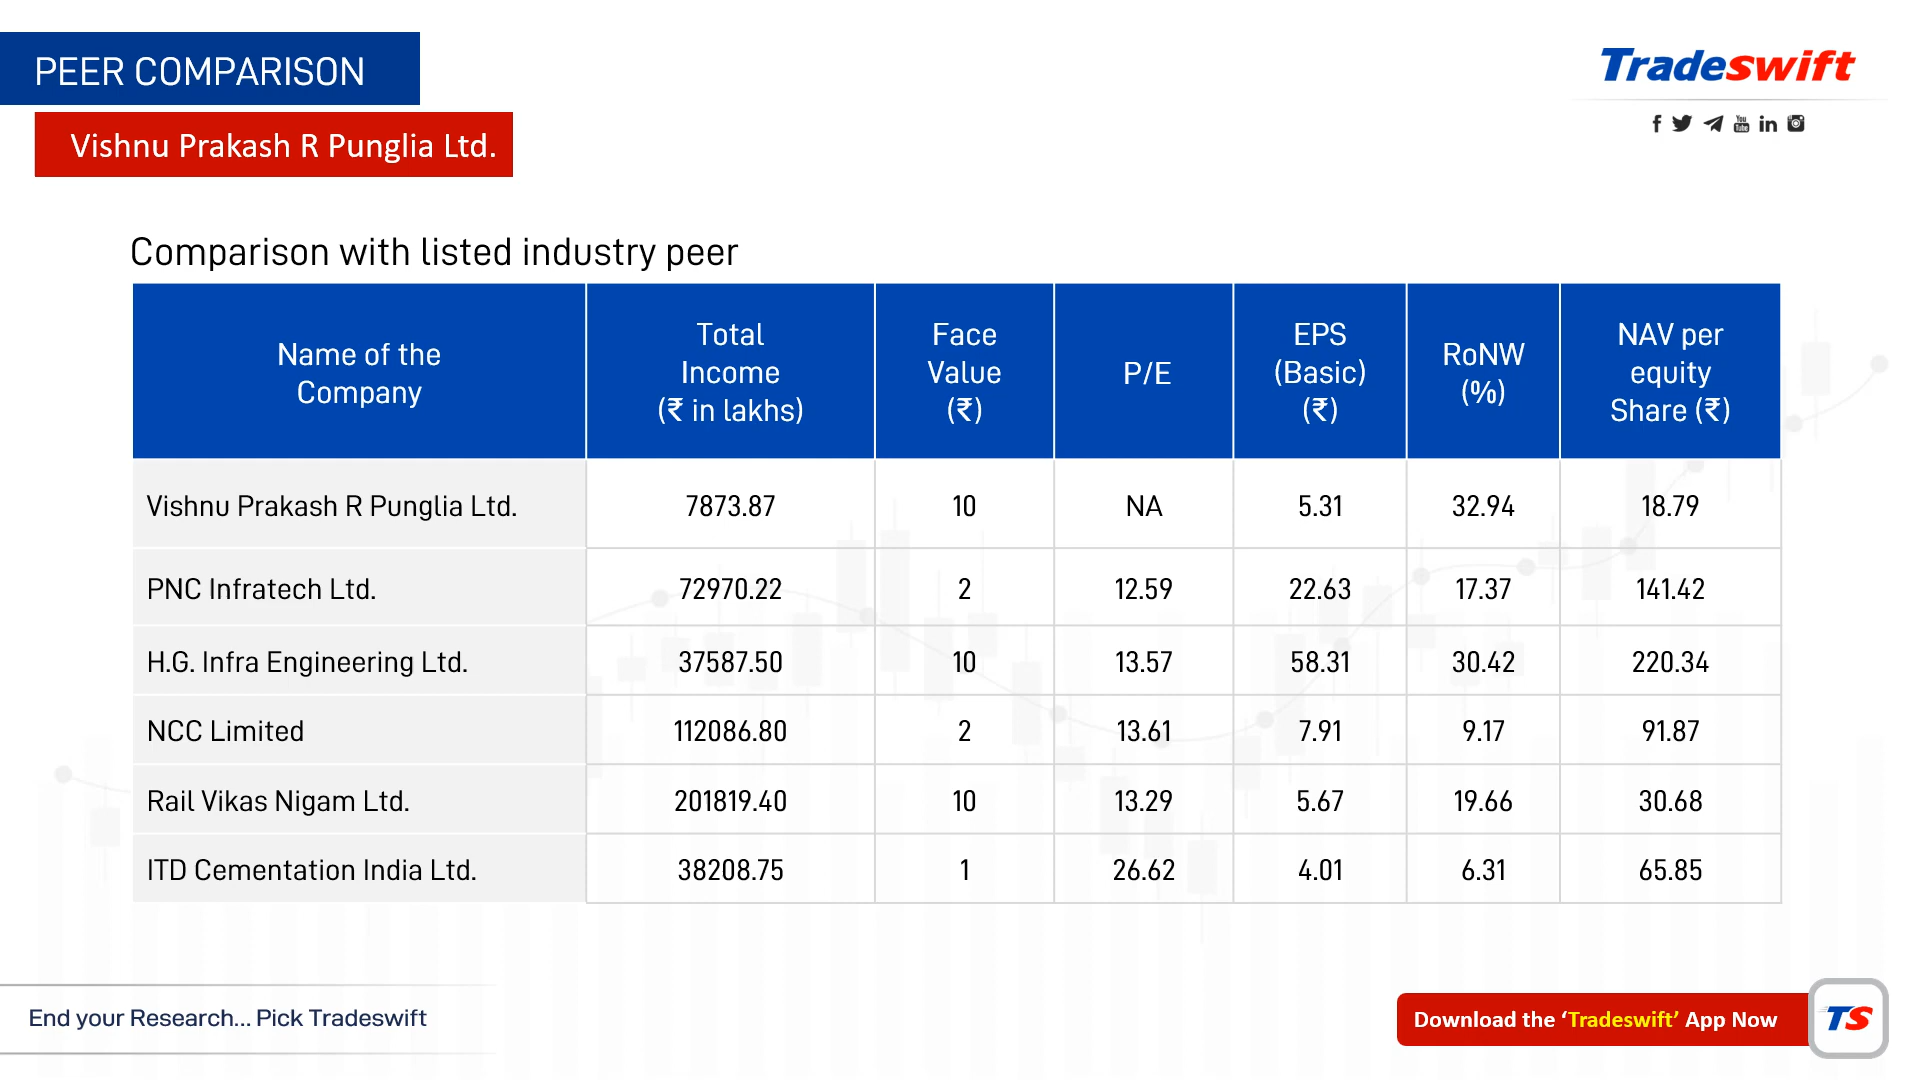 PEER COMPARISON
Vishnu Prakash R Punglia Ltd.
Tradeswift
Comparison with listed industry peer
Name of the Company Total Income (₹ in lakhs) Face Value (₹) P/E EPS (Basic) (₹) RoNW (%) NAV per equity Share (₹)
Vishnu Prakash R Punglia Ltd. 7873.87 10 NA 5.31 32.94 18.79
PNC Infratech Ltd. 72970.22 2 12.59 22.63 17.37 141.42
H.G. Infra Engineering Ltd. 37587.50 10 13.57 58.31 30.42 220.34
NCC Limited 112086.80 2 13.61 7.91 9.17 91.87
Rail Vikas Nigam Ltd. 201819.40 10 13.29 5.67 19.66 30.68
ITD Cementation India Ltd. 38208.75 1 26.62 4.01 6.31 65.85
End your Research... Pick Tradeswift
Download the ‘Tradeswift’ App Now
TS